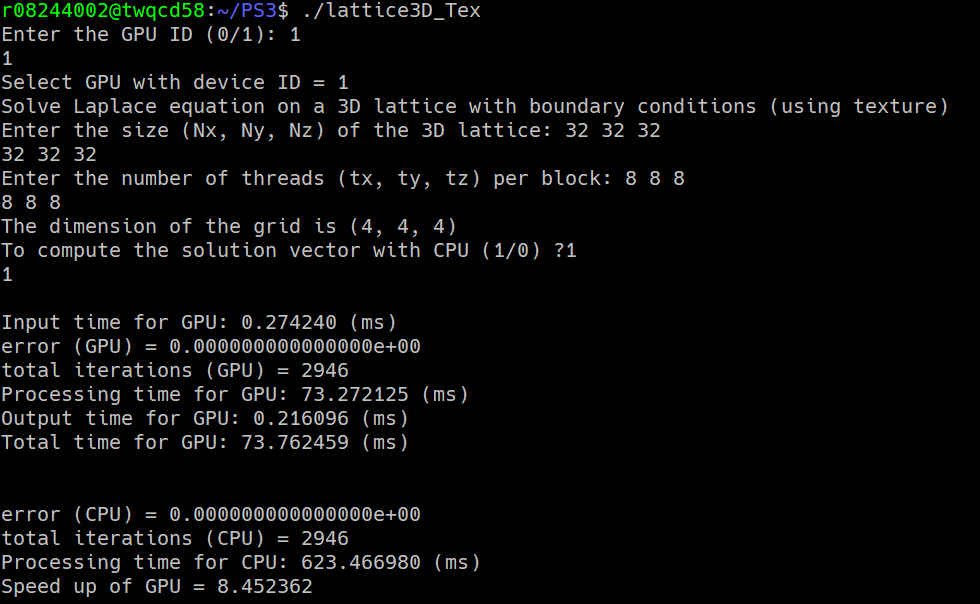 r08244002@twqcd58:~/PS3$ ./lattice3D_Tex
Enter the GPU ID (0/1): 1
1
Select GPU with device ID = 1
Solve Laplace equation on a 3D lattice with boundary conditions (using texture)
Enter the size (Nx, Ny, Nz) of the 3D lattice: 32 32 32
32 32 32
Enter the number of threads (tx, ty, tz) per block: 8 8 8
8 8 8
The dimension of the grid is (4, 4, 4)
To compute the solution vector with CPU (1/0) ?1
1
Input time for GPU: 0.274240 (ms)
error (GPU) = 0.000000000000000e+00
total iterations (GPU) = 2946
Processing time for GPU: 73.272125 (ms)
Output time for GPU: 0.216096 (ms)
Total time for GPU: 73.762459 (ms)
error (CPU) = 0.000000000000000e+00
total iterations (CPU) = 2946
Processing time for CPU: 623.466980 (ms)
Speed up of GPU = 8.452362